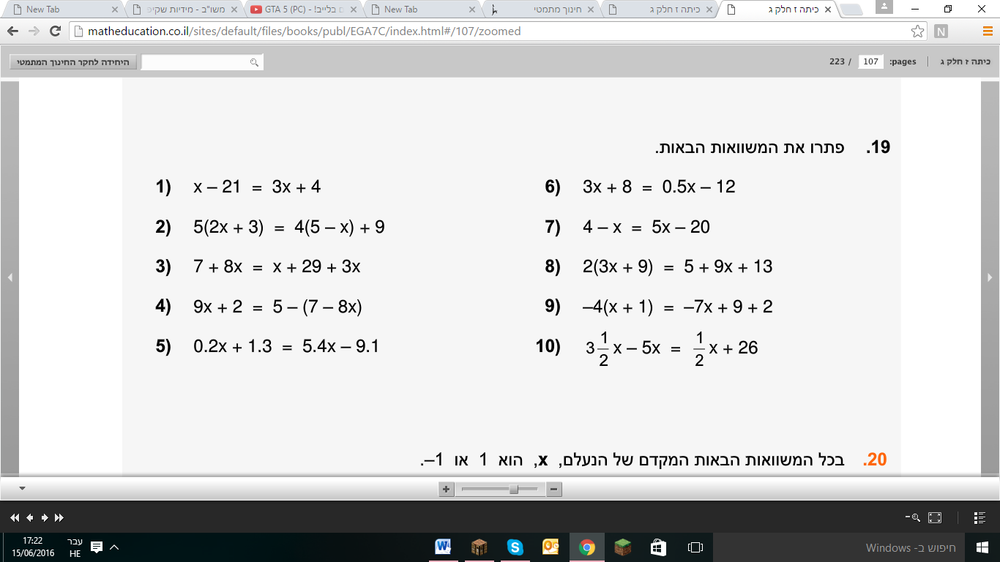 New Tab
משו"ב - מידיות שקיפ
GTA 5 (PC) - !ם בלייב
New Tab
חינוך מתמטי
כיתה ז חלק ג
כיתה ז חלק ג
matheducation.co.il/sites/default/files/books/publ/EGA7C/index.html#/107/zoomed
היחידה לחקר החינוך המתמטי
223 / 107 :pages
כיתה ז חלק ג
19. פתרו את המשוואות הבאות.
1) x – 21 = 3x + 4
6) 3x + 8 = 0.5x – 12
2) 5(2x + 3) = 4(5 – x) + 9
7) 4 – x = 5x – 20
3) 7 + 8x = x + 29 + 3x
8) 2(3x + 9) = 5 + 9x + 13
4) 9x + 2 = 5 – (7 – 8x)
9) –4(x + 1) = –7x + 9 + 2
5) 0.2x + 1.3 = 5.4x – 9.1
10) 3 1/2 x – 5x = 1/2 x + 26
20. בכל המשוואות הבאות המקדם של הנעלם, x, הוא 1 או 1–.
17:22
15/06/2016
עבר
HE
חיפוש ב- Windows